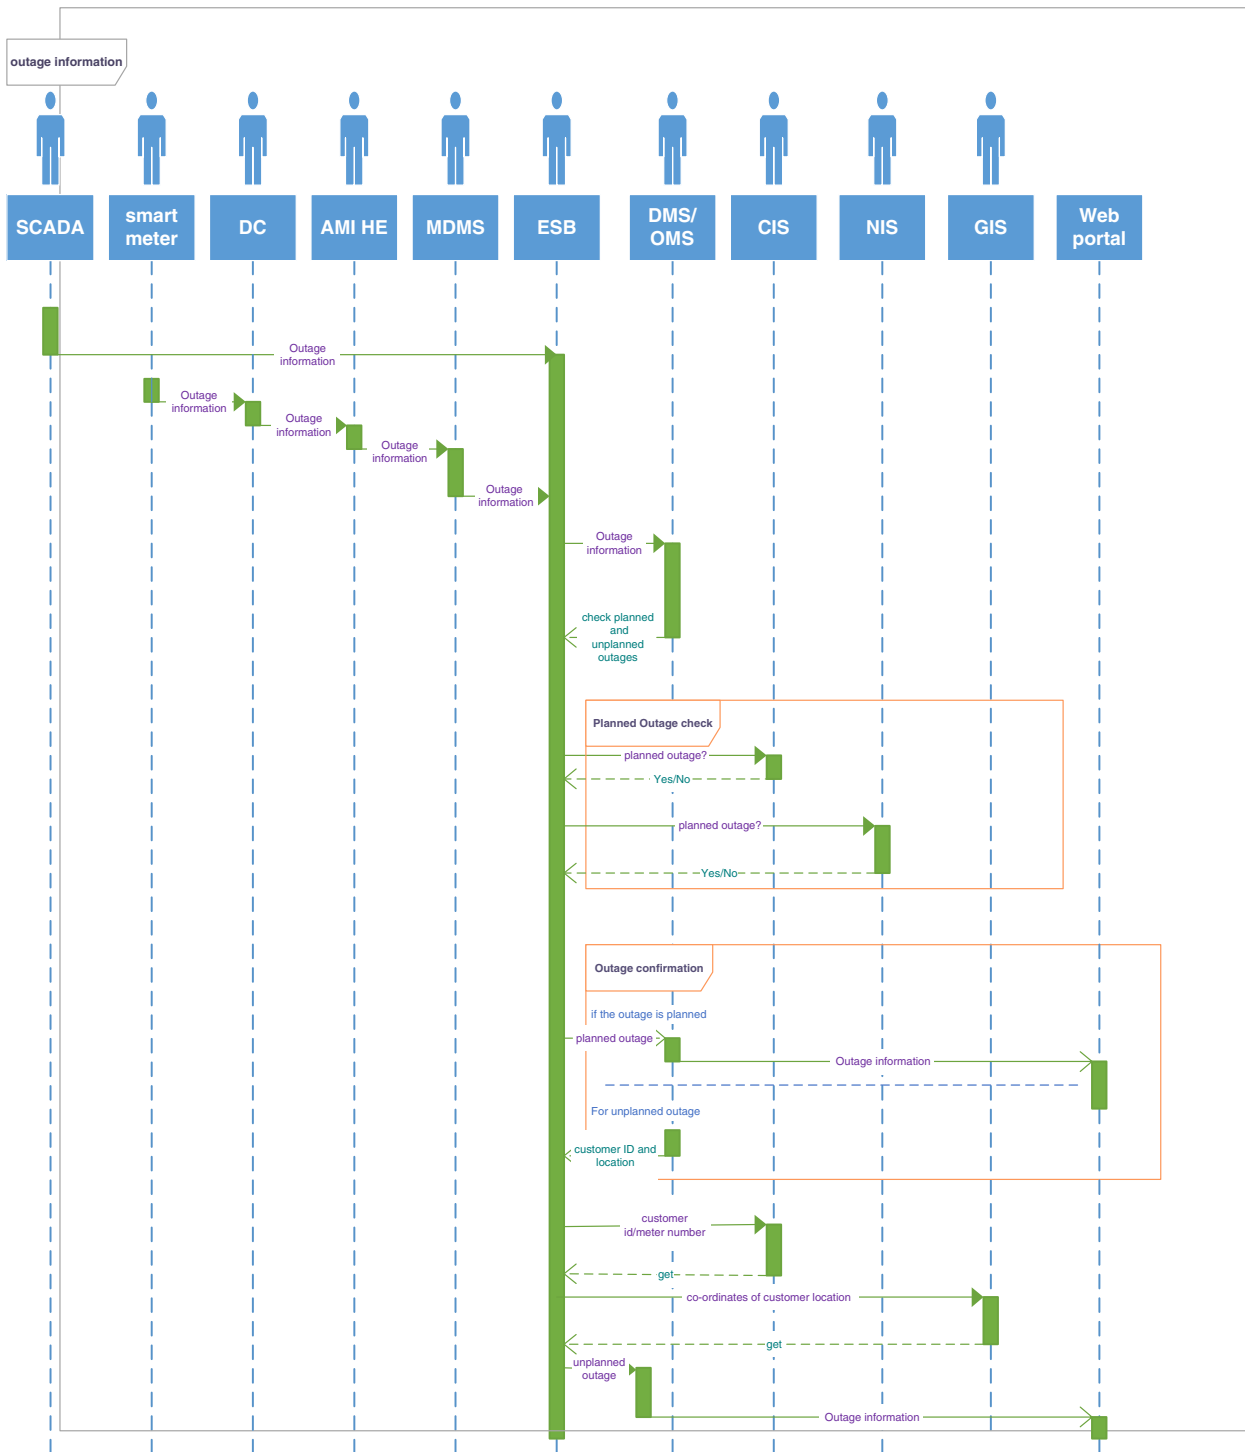 outage information
SCADA
smart
meter
DC
AMI HE
MDMS
ESB
DMS/
OMS
CIS
NIS
GIS
Web
portal
Outage
information
Outage
information
Outage
information
Outage
information
Outage
information
Outage
information
check planned
and
unplanned
outages
Planned Outage check
planned outage?
Yes/No
planned outage?
Yes/No
Outage confirmation
if the outage is planned
planned outage
Outage information
For unplanned outage
customer ID and
location
customer
id/meter number
get
co-ordinates of customer location
get
unplanned
outage
Outage information